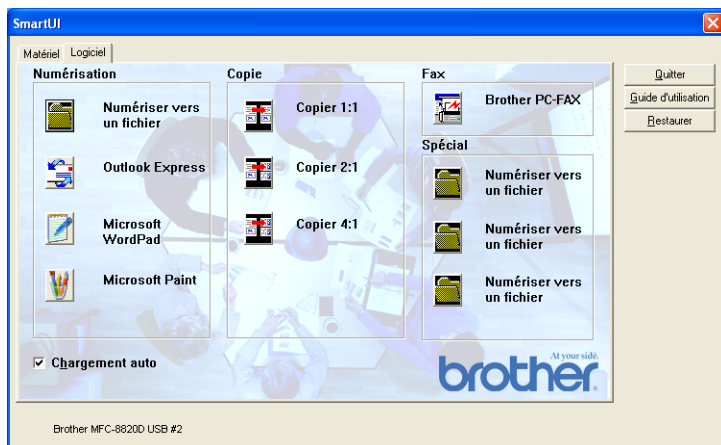 SmartUI
Matériel
Logiciel
Numérisation
Numériser vers
un fichier
Outlook Express
Microsoft
WordPad
Microsoft Paint
Copie
Copier 1:1
Copier 2:1
Copier 4:1
Fax
Brother PC-FAX
Spécial
Numériser vers
un fichier
Numériser vers
un fichier
Numériser vers
un fichier
Quitter
Guide d'utilisation
Restaurer
Chargement auto
At your side.
brother
Brother MFC-8820D USB #2